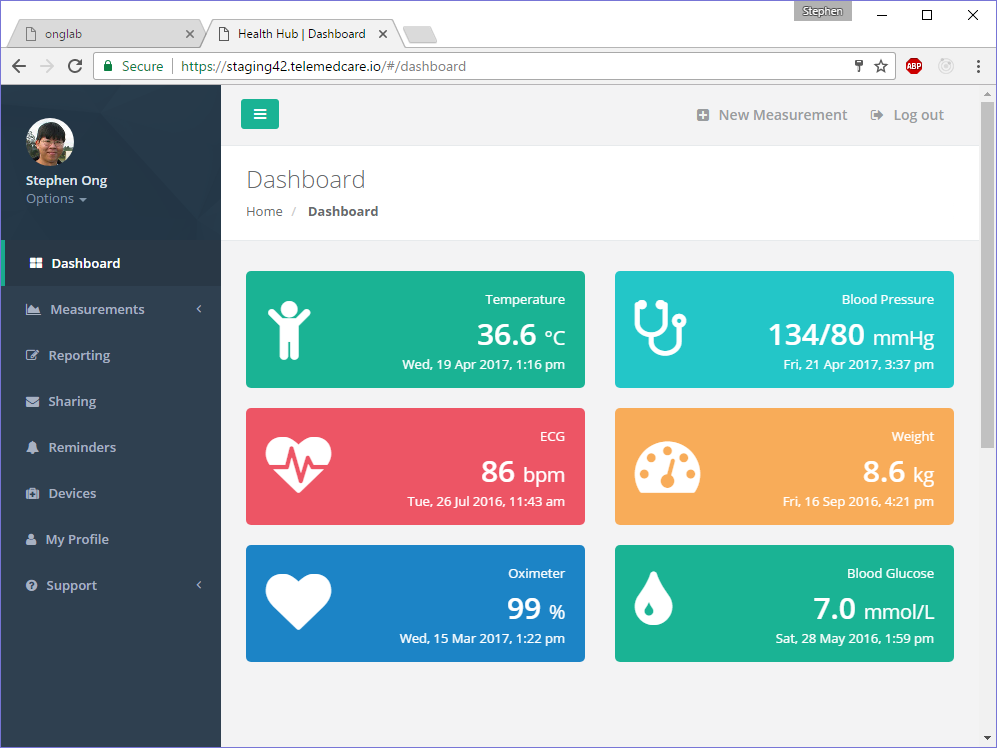 Stephen
onglab
Health Hub | Dashboard
Secure
https://staging42.telemedcare.io/#/dashboard
ABP
Stephen Ong
Options
Dashboard
Measurements
Reporting
Sharing
Reminders
Devices
My Profile
Support
New Measurement
Log out
Dashboard
Home / Dashboard
Temperature
36.6 °C
Wed, 19 Apr 2017, 1:16 pm
Blood Pressure
134/80 mmHg
Fri, 21 Apr 2017, 3:37 pm
ECG
86 bpm
Tue, 26 Jul 2016, 11:43 am
Weight
8.6 kg
Fri, 16 Sep 2016, 4:21 pm
Oximeter
99 %
Wed, 15 Mar 2017, 1:22 pm
Blood Glucose
7.0 mmol/L
Sat, 28 May 2016, 1:59 pm